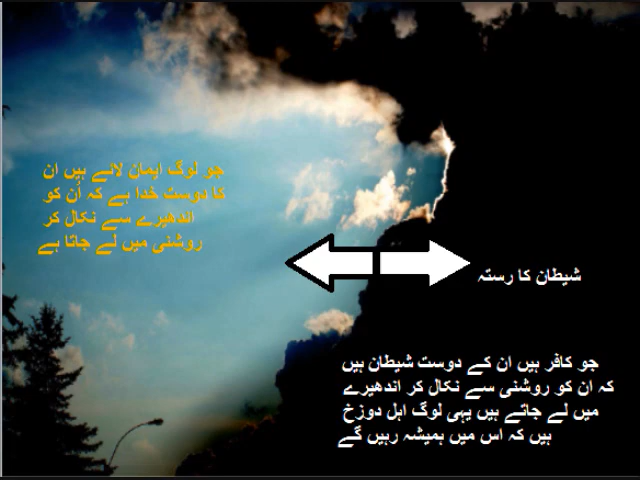 جو لوگ ایمان لائے ہیں ان
کا دوست خدا ہے کہ اُن کو
اندھیرے سے نکال کر
روشنی میں لے جاتا ہے
شیطان کا رستہ
جو کافر ہیں ان کے دوست شیطان ہیں
کہ ان کو روشنی سے نکال کر اندھیرے
میں لے جاتے ہیں یہی لوگ اہل دوزخ
ہیں کہ اس میں ہمیشہ رہیں گے